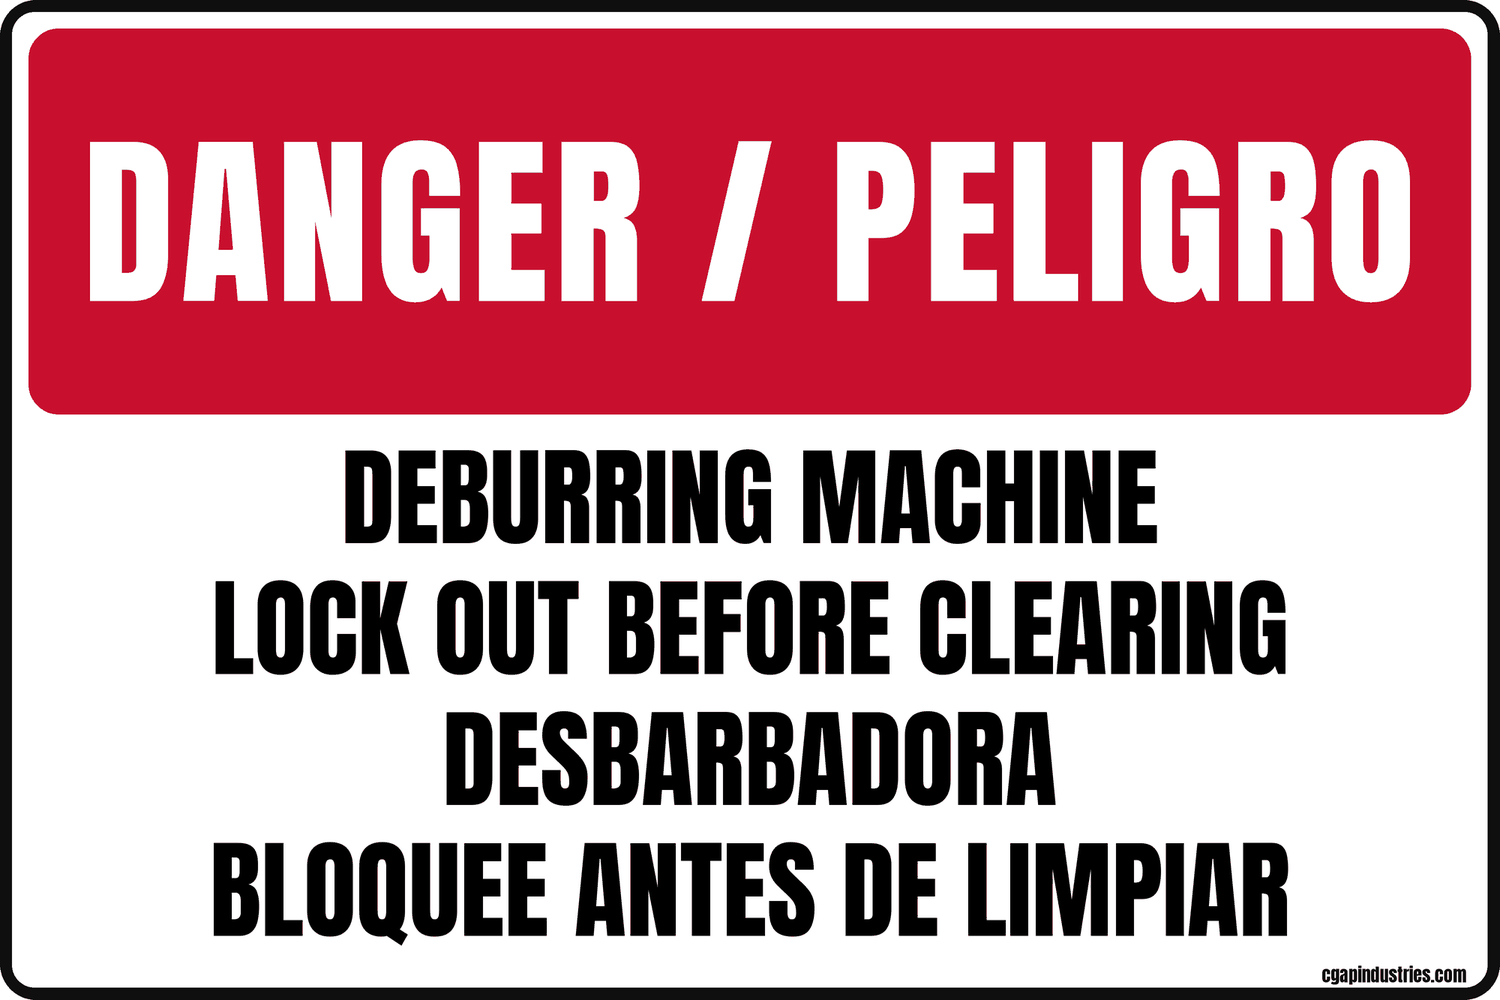 DANGER / PELIGRO
DEBURRING MACHINE
LOCK OUT BEFORE CLEARING
DESBARBADORA
BLOQUEE ANTES DE LIMPIAR
cgapindustries.com